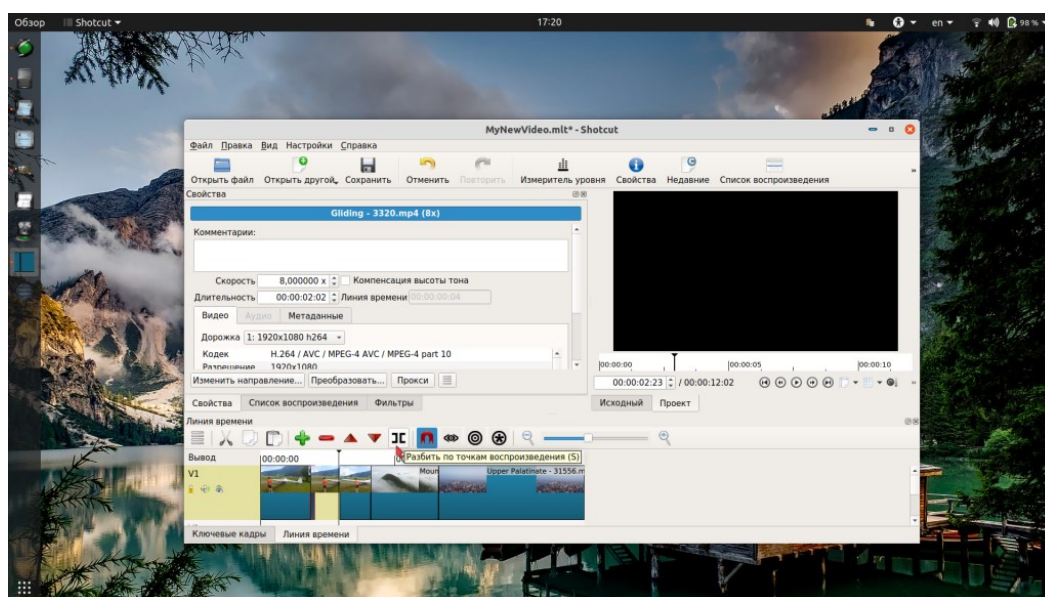 Обзор Shotcut 17:20 en 98 %
MyNewVideo.mlt* - Shotcut
Файл Правка Вид Настройки Справка
Открыть файл Открыть другой, Сохранить Отменить Повторить Измеритель уровня Свойства Недавние Список воспроизведения
Свойства
Gliding - 3320.mp4 (8x)
Комментарии:
Скорость 8,000000 x Компенсация высоты тона
Длительность 00:00:02:02 Линия времени 00:00:00:04
Видео Аудио Метаданные
Дорожка 1: 1920x1080 h264
Кодек H.264 / AVC / MPEG-4 AVC / MPEG-4 part 10
Разрешение 1920x1080
Изменить направление... Преобразовать... Прокси
Свойства Список воспроизведения Фильтры
00:00:00 00:00:05 00:00:10
00:00:02:23 / 00:00:12:02
Исходный Проект
Линия времени
Разбить по точкам воспроизведения (S)
Вывод 00:00:00
V1 Moun Upper Palatinate - 31556.m
Ключевые кадры Линия времени